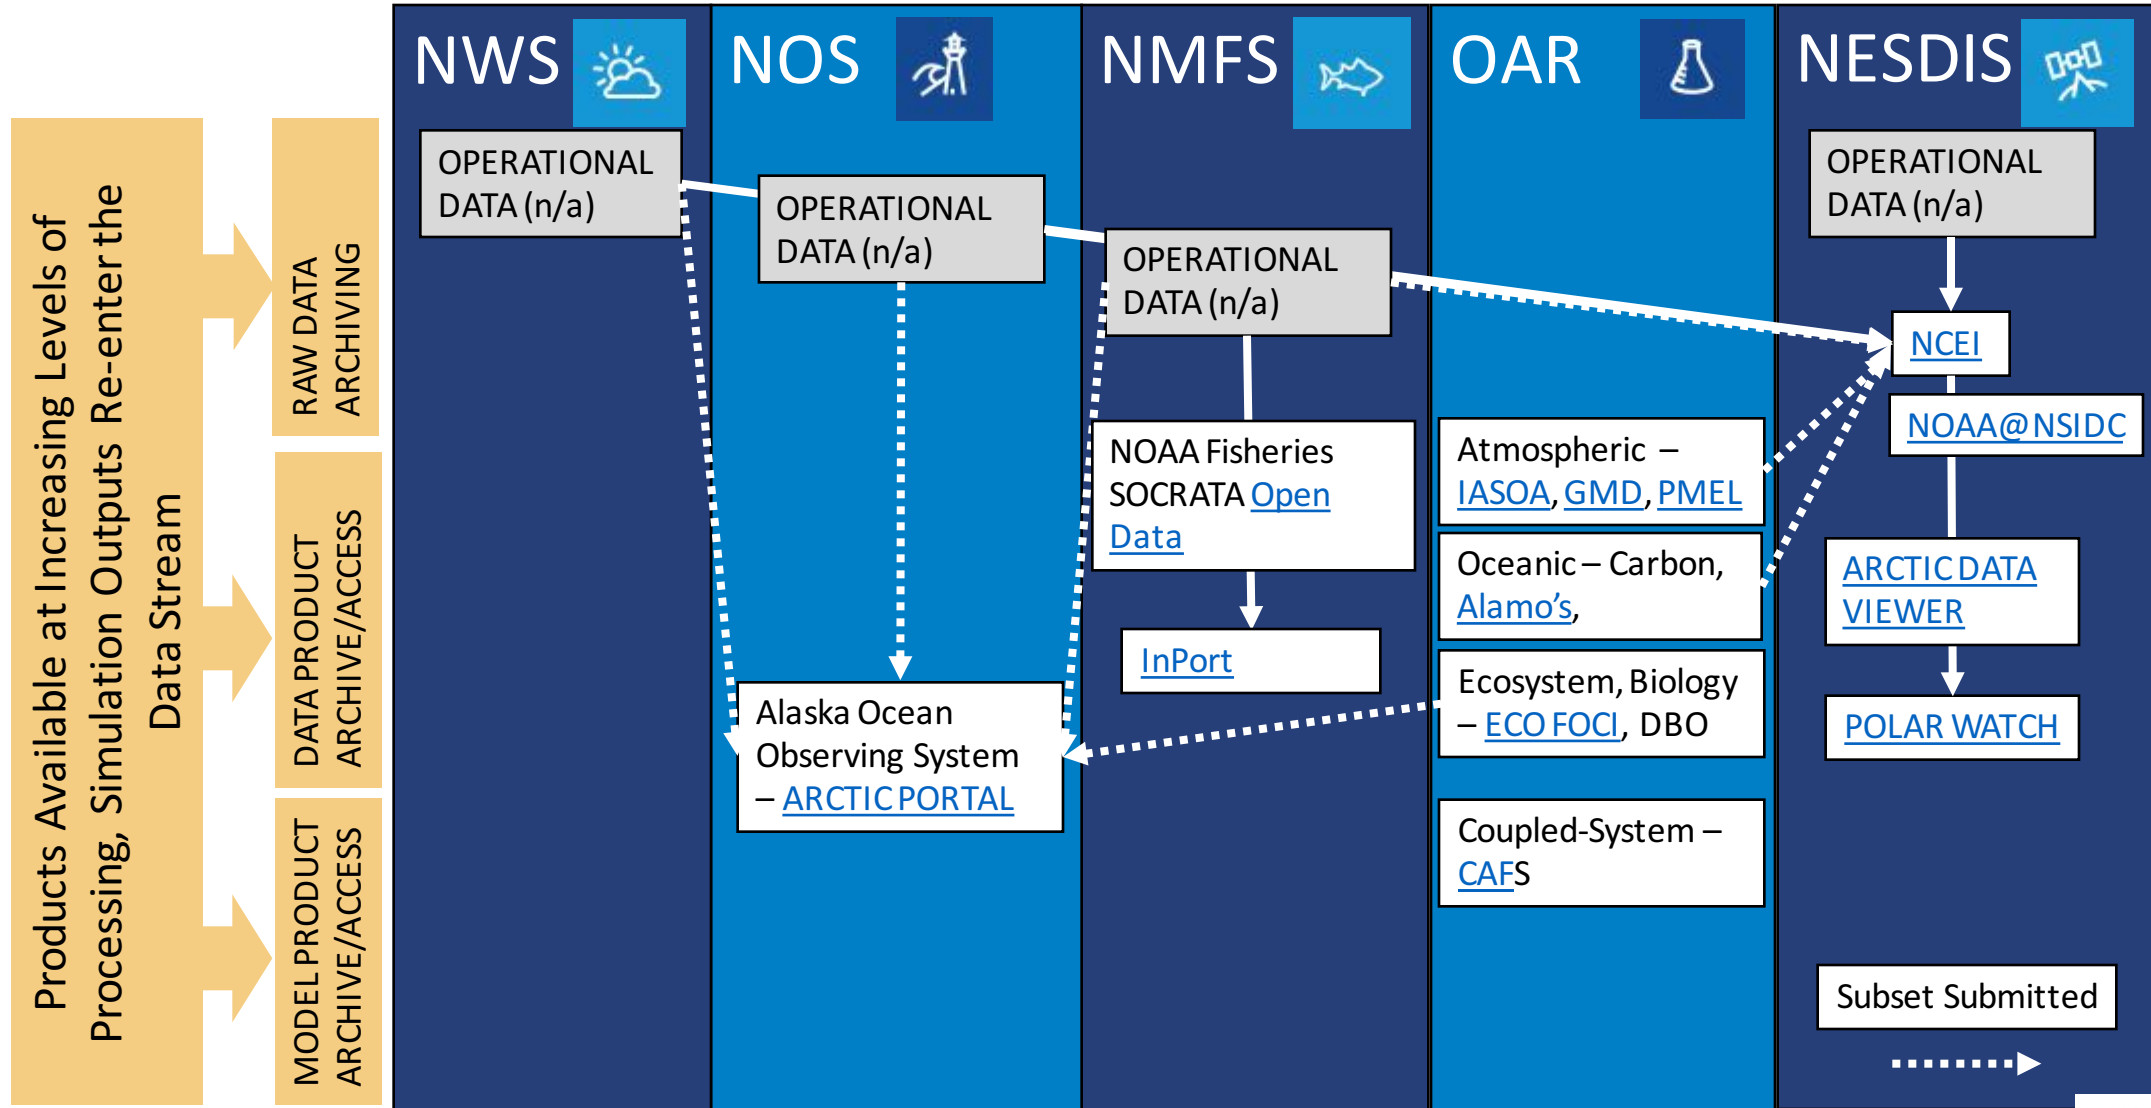 Products Available at Increasing Levels of
Processing, Simulation Outputs Re-enter the
Data Stream
RAW DATA
ARCHIVING
DATA PRODUCT
ARCHIVE/ACCESS
MODEL PRODUCT
ARCHIVE/ACCESS
NWS
OPERATIONAL
DATA (n/a)
NOS
OPERATIONAL
DATA (n/a)
Alaska Ocean
Observing System
– ARCTIC PORTAL
NMFS
OPERATIONAL
DATA (n/a)
NOAA Fisheries
SOCRATA Open
Data
InPort
OAR
Atmospheric –
IASOA, GMD, PMEL
Oceanic – Carbon,
Alamo’s,
Ecosystem, Biology
– ECO FOCI, DBO
Coupled-System –
CAFS
NESDIS
OPERATIONAL
DATA (n/a)
NCEI
NOAA@NSIDC
ARCTIC DATA
VIEWER
POLAR WATCH
Subset Submitted